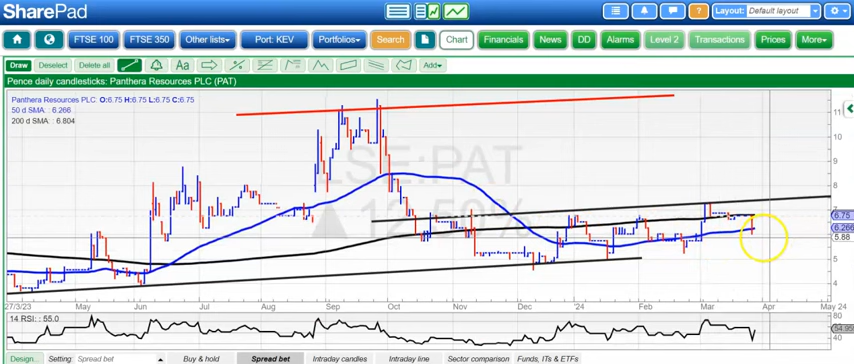 SharePad
Layout: Default layout
FTSE 100 FTSE 350 Other lists Port: KEV Portfolios Search Chart Financials News DD Alarms Level 2 Transactions Prices More
Draw Deselect Delete all Aa Add
Pence daily candlesticks: Panthera Resources PLC (PAT)
Panthera Resources PLC: O:6.75 H:6.75 L:6.75 C:6.75
50 d SMA: 6.266
200 d SMA: 6.804
LSE:PAT
12.50%
11
10
9
8
7
6.75
6.266
5.88
5
4
27/3/23 May Jun Jul Aug Sep Oct Nov Dec '24 Feb Mar Apr May 24
14 RSI: 55.0
80
54.95
40
Design... Setting: Spread bet Buy & hold Spread bet Intraday candles Intraday line Sector comparison Funds, ITs & ETFs